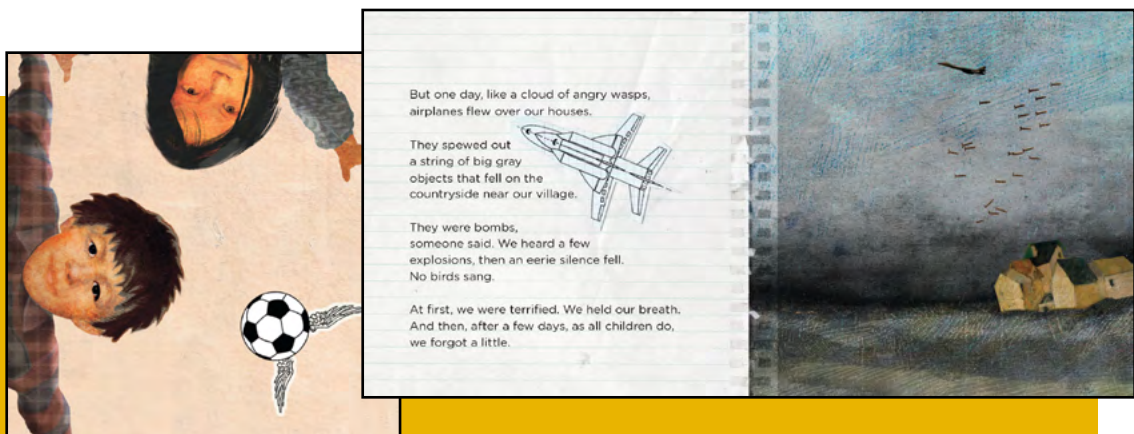 But one day, like a cloud of angry wasps,
airplanes flew over our houses.
They spewed out
a string of big gray
objects that fell on the
countryside near our village.
They were bombs,
someone said. We heard a few
explosions, then an eerie silence fell.
No birds sang.
At first, we were terrified. We held our breath.
And then, after a few days, as all children do,
we forgot a little.